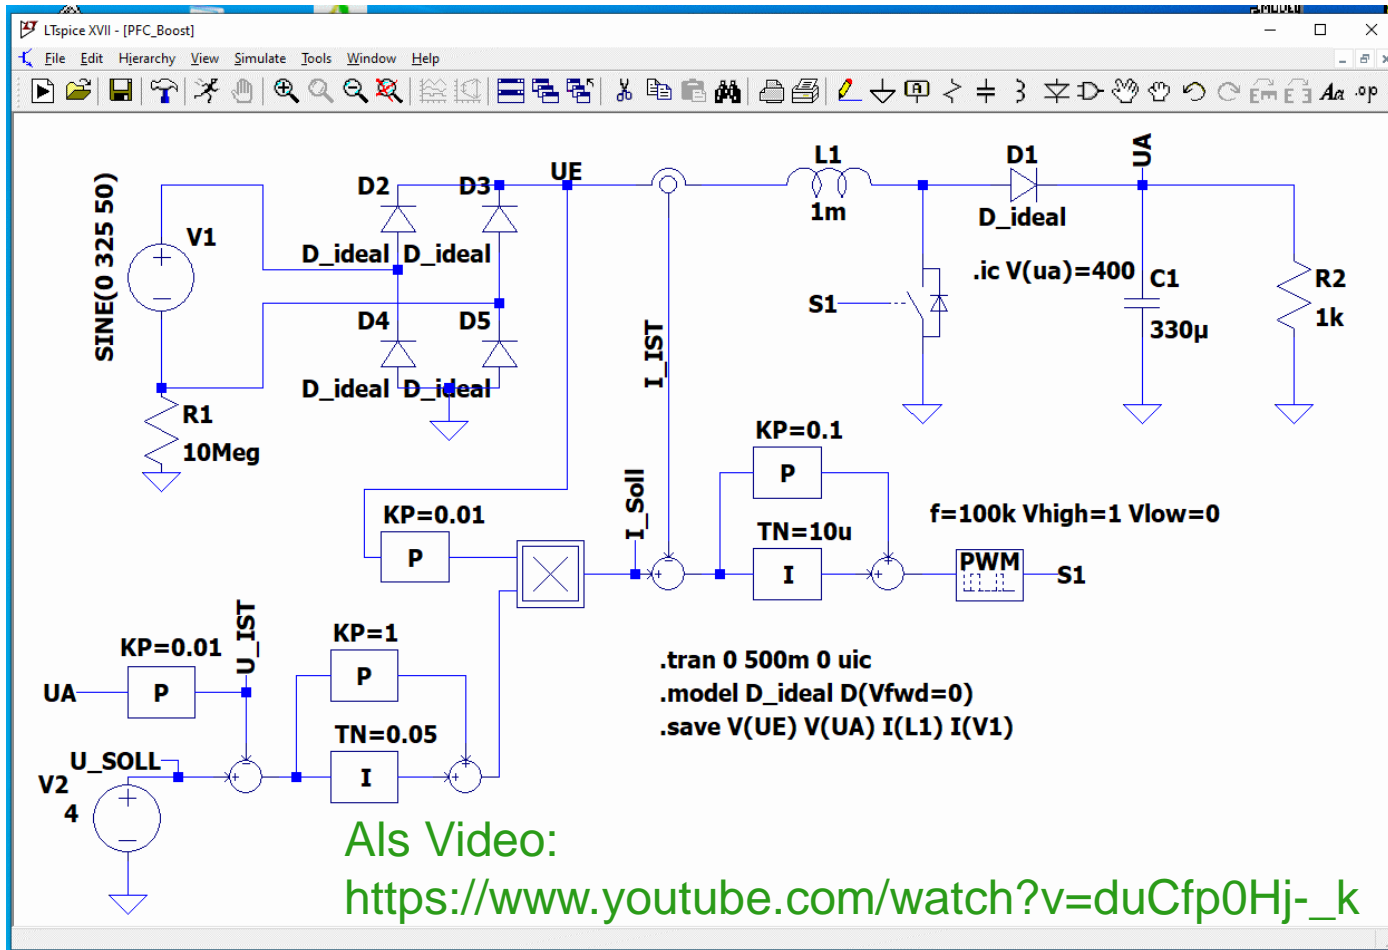 LTspice XVII - [PFC_Boost]
File Edit Hierarchy View Simulate Tools Window Help
Aa .op
SINE(0 325 50)
V1
R1
10Meg
D2
D_ideal
D3
D_ideal
D4
D_ideal
D5
D_ideal
UE
I_IST
L1
1m
D1
D_ideal
UA
.ic V(ua)=400
S1
C1
330µ
R2
1k
KP=0.01
P
I_Soll
KP=0.1
P
TN=10u
I
f=100k Vhigh=1 Vlow=0
PWM
S1
KP=0.01
UA
P
U_IST
KP=1
P
TN=0.05
I
U_SOLL
V2
4
.tran 0 500m 0 uic
.model D_ideal D(Vfwd=0)
.save V(UE) V(UA) I(L1) I(V1)
Als Video:
https://www.youtube.com/watch?v=duCfp0Hj-_k